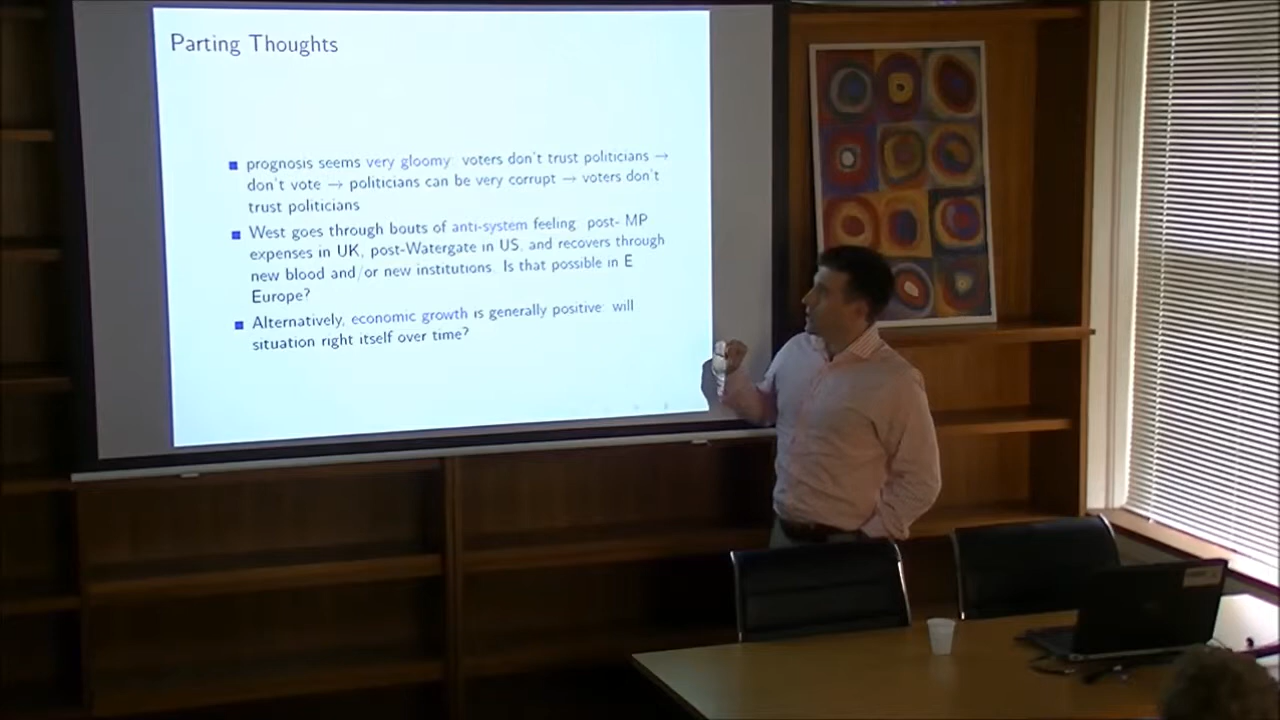 Parting Thoughts
prognosis seems very gloomy: voters don't trust politicians →
don't vote → politicians can be very corrupt → voters don't
trust politicians
West goes through bouts of anti-system feeling: post- MP
expenses in UK, post-Watergate in US, and recovers through
new blood and/or new institutions. Is that possible in E
Europe?
Alternatively, economic growth is generally positive: will
situation right itself over time?